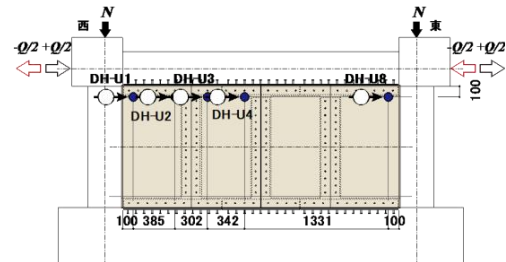 N N
西 東
-Q/2 +Q/2 -Q/2 +Q/2
DH-U1 DH-U3 DH-U8
DH-U2 DH-U4
100
100 385 302 342 1331 100